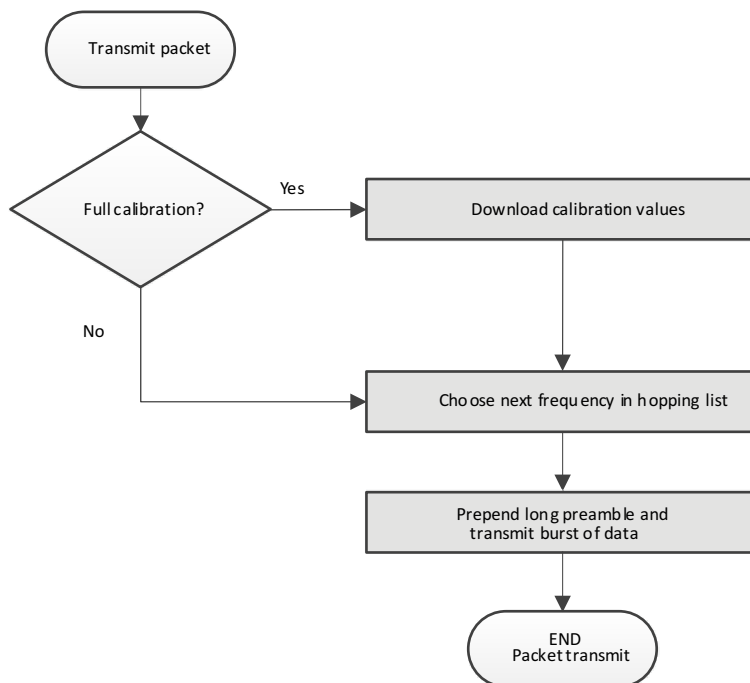 Transmit packet
Full calibration?
Yes
Download calibration values
No
Choose next frequency in hopping list
Prepend long preamble and
transmit burst of data
END
Packet transmit